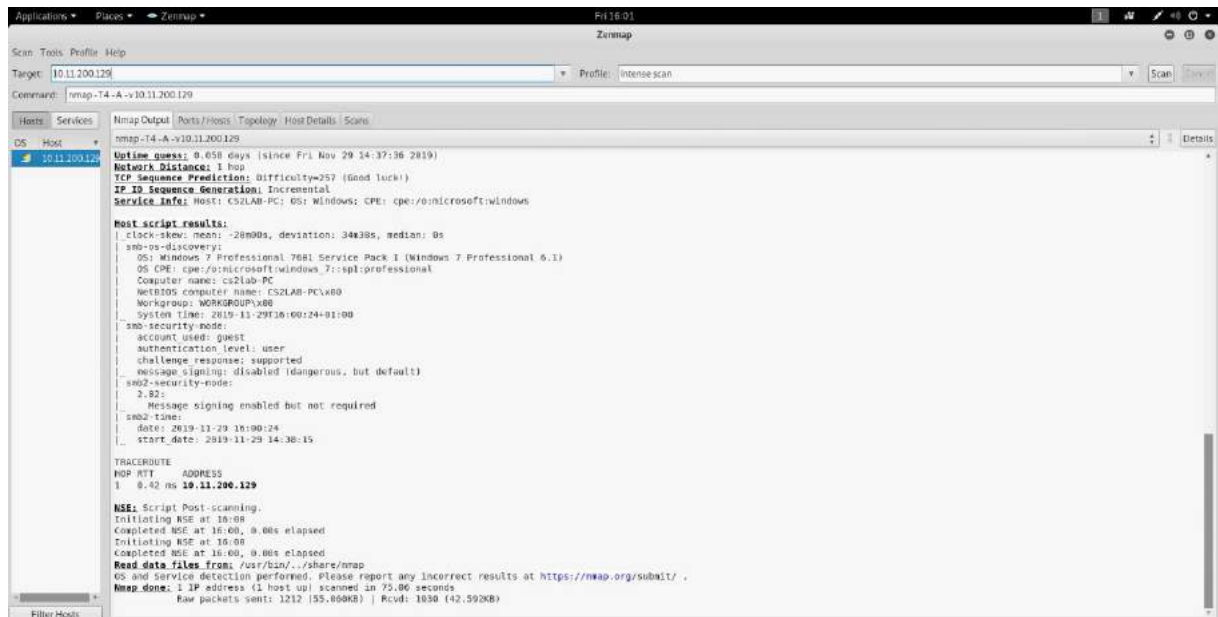 Applications Places Zenmap Fri 16:01 1
Zenmap
Scan Tools Profile Help
Target: 10.11.200.129 Profile: Intense scan Scan Cancel
Command: nmap -T4 -A -v 10.11.200.129
Hosts Services Nmap Output Ports / Hosts Topology Host Details Scans
OS Host nmap -T4 -A -v 10.11.200.129 Details
10.11.200.129
Uptime guess: 0.058 days (since Fri Nov 29 14:37:36 2019)
Network Distance: 1 hop
TCP Sequence Prediction: Difficulty=257 (Good luck!)
IP ID Sequence Generation: Incremental
Service Info: Host: CS2LAB-PC; OS: Windows; CPE: cpe:/o:microsoft:windows
Host script results:
|_clock-skew: mean: -20m00s, deviation: 34m38s, median: 0s
| smb-os-discovery:
|   OS: Windows 7 Professional 7601 Service Pack 1 (Windows 7 Professional 6.1)
|   OS CPE: cpe:/o:microsoft:windows_7::sp1:professional
|   Computer name: cs2lab-PC
|   NetBIOS computer name: CS2LAB-PC\x00
|   Workgroup: WORKGROUP\x00
|_  System time: 2019-11-29T16:00:24+01:00
| smb-security-mode:
|   account_used: guest
|   authentication_level: user
|   challenge_response: supported
|_  message_signing: disabled (dangerous, but default)
| smb2-security-mode:
|   2.02:
|_    Message signing enabled but not required
| smb2-time:
|   date: 2019-11-29 16:00:24
|_  start_date: 2019-11-29 14:38:15
TRACEROUTE
HOP RTT ADDRESS
1 0.42 ms 10.11.200.129
NSE: Script Post-scanning.
Initiating NSE at 16:00
Completed NSE at 16:00, 0.00s elapsed
Initiating NSE at 16:00
Completed NSE at 16:00, 0.00s elapsed
Read data files from: /usr/bin/../share/nmap
OS and Service detection performed. Please report any incorrect results at https://nmap.org/submit/ .
Nmap done: 1 IP address (1 host up) scanned in 75.06 seconds
Raw packets sent: 1212 (55.060KB) | Rcvd: 1030 (42.592KB)
Filter Hosts